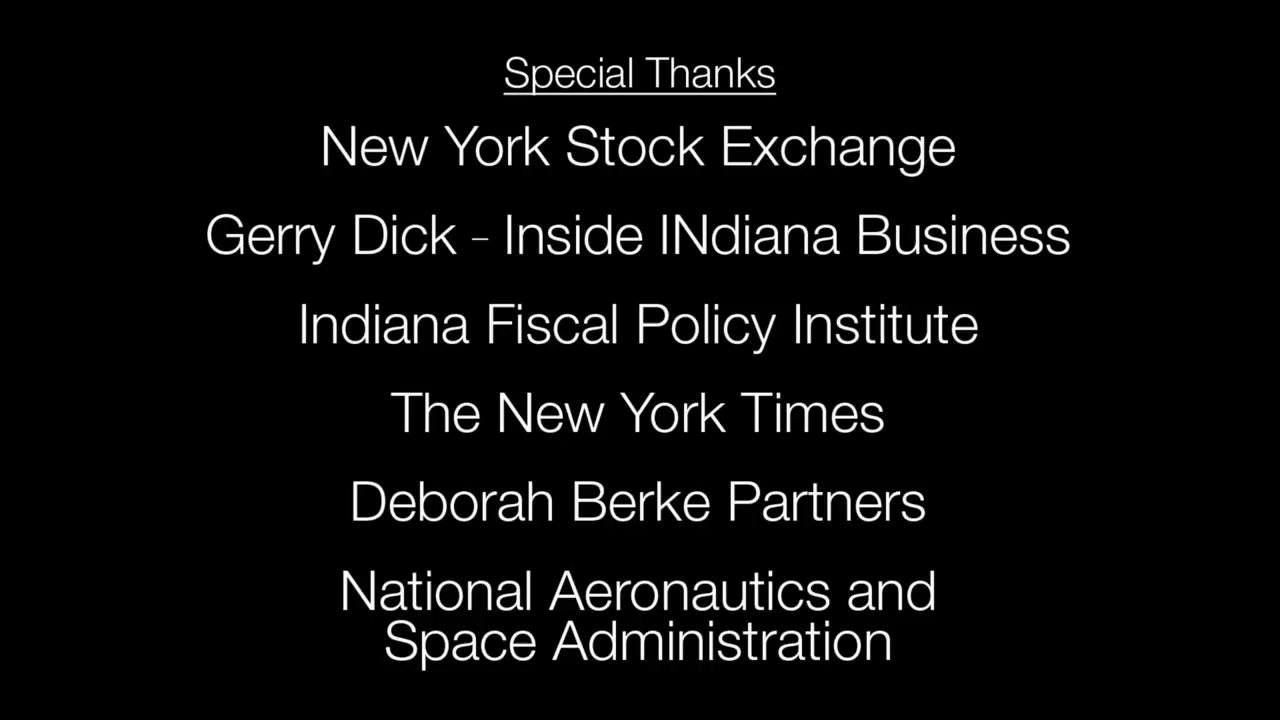 Special Thanks
New York Stock Exchange
Gerry Dick - Inside INdiana Business
Indiana Fiscal Policy Institute
The New York Times
Deborah Berke Partners
National Aeronautics and
Space Administration